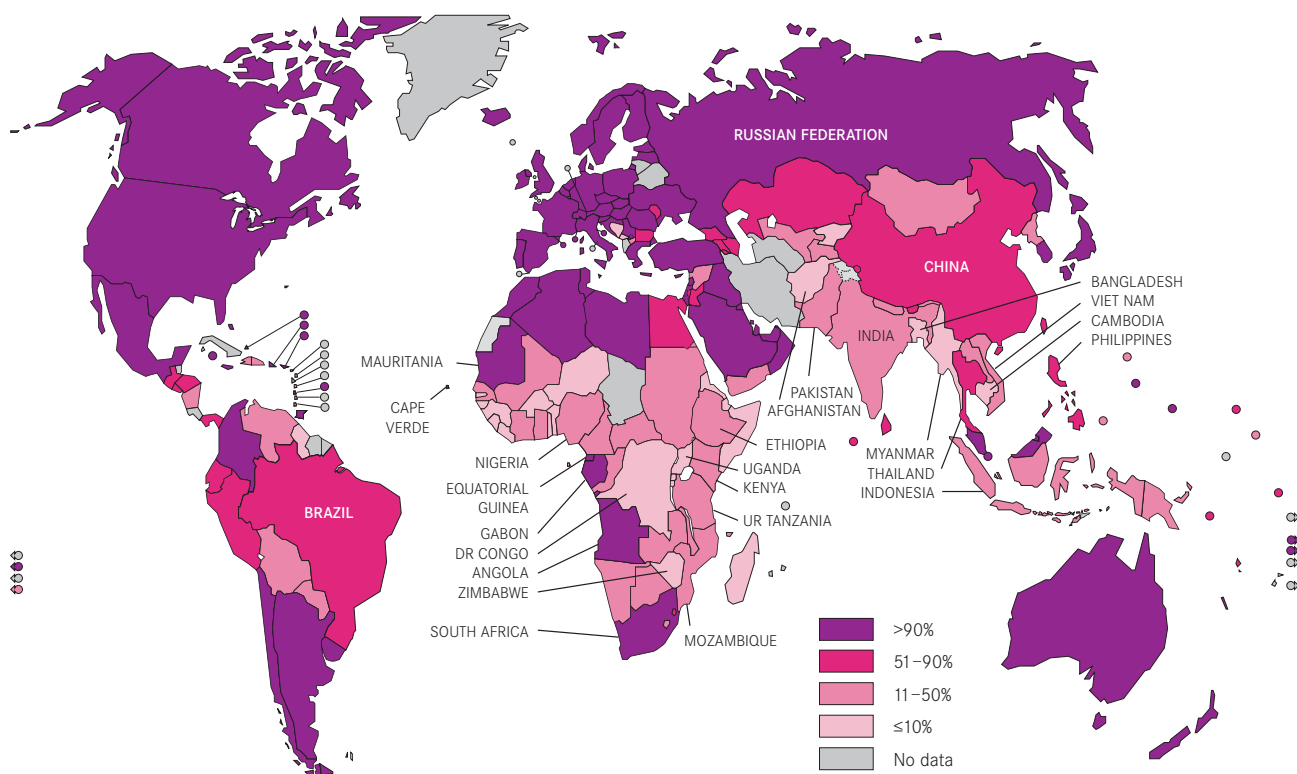 RUSSIAN FEDERATION
CHINA
BANGLADESH
VIET NAM
CAMBODIA
PHILIPPINES
INDIA
MAURITANIA
PAKISTAN
AFGHANISTAN
CAPE
VERDE
ETHIOPIA
MYANMAR
THAILAND
INDONESIA
NIGERIA
UGANDA
KENYA
EQUATORIAL
GUINEA
BRAZIL
UR TANZANIA
GABON
DR CONGO
ANGOLA
ZIMBABWE
SOUTH AFRICA
MOZAMBIQUE
>90%
51–90%
11–50%
≤10%
No data